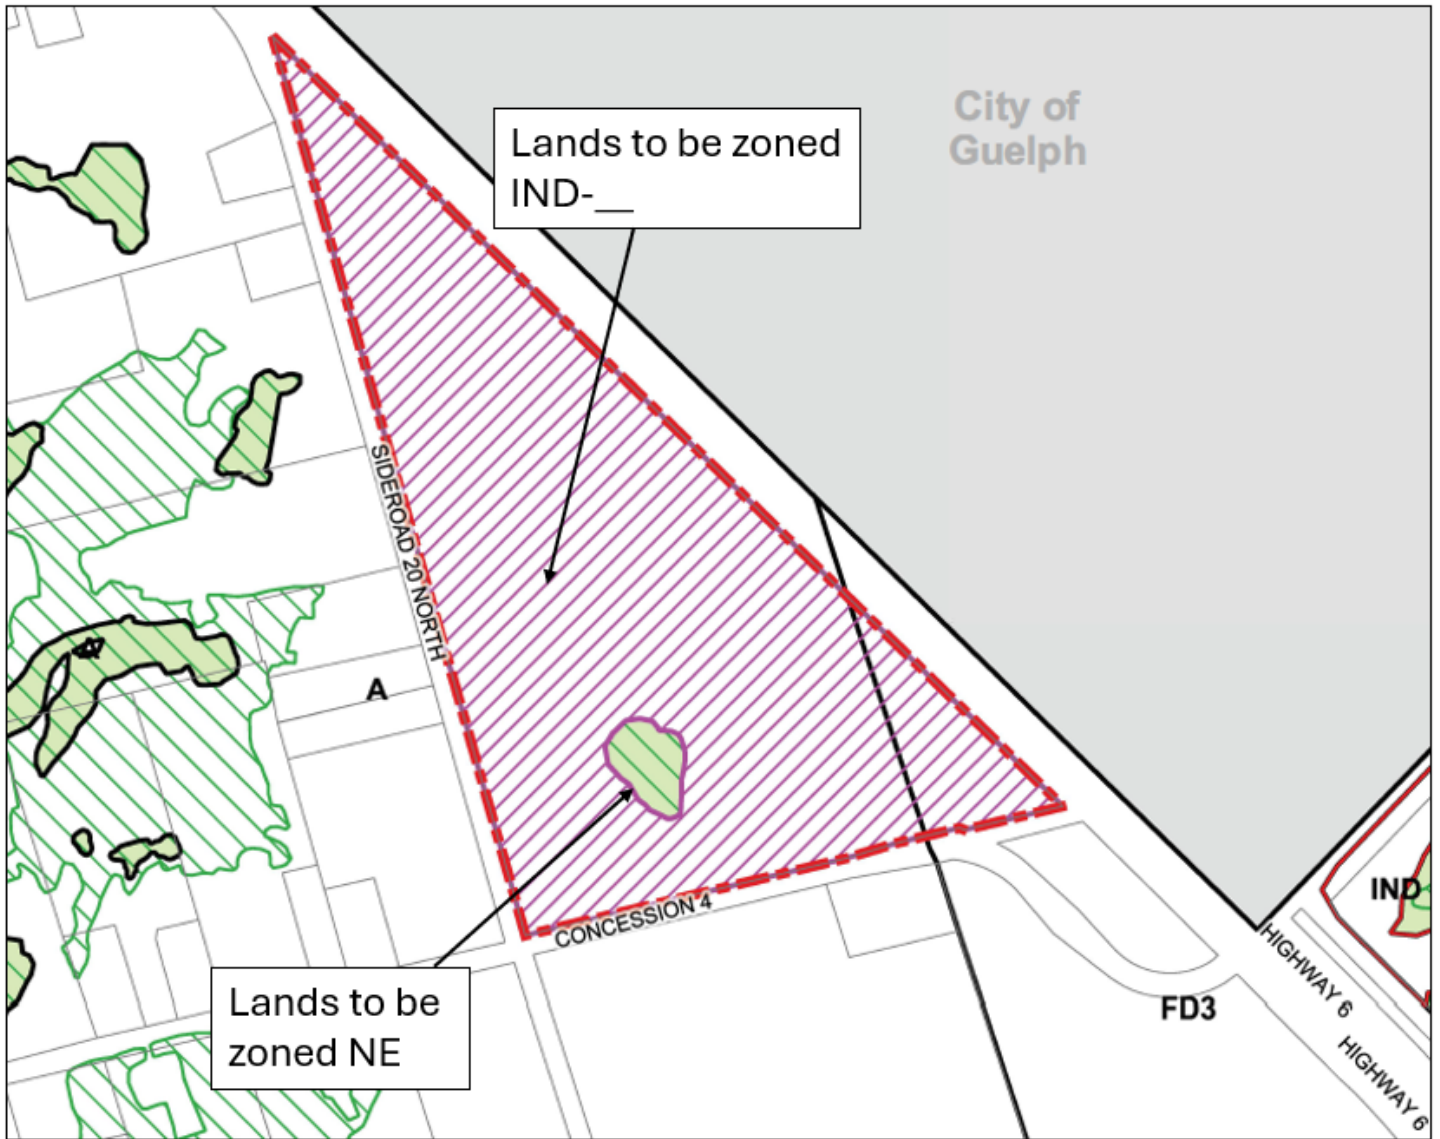 City of
Guelph
Lands to be zoned
IND-__
SIDEROAD 20 NORTH
A
CONCESSION 4
IND
HIGHWAY 6
FD3
HIGHWAY 6
Lands to be
zoned NE